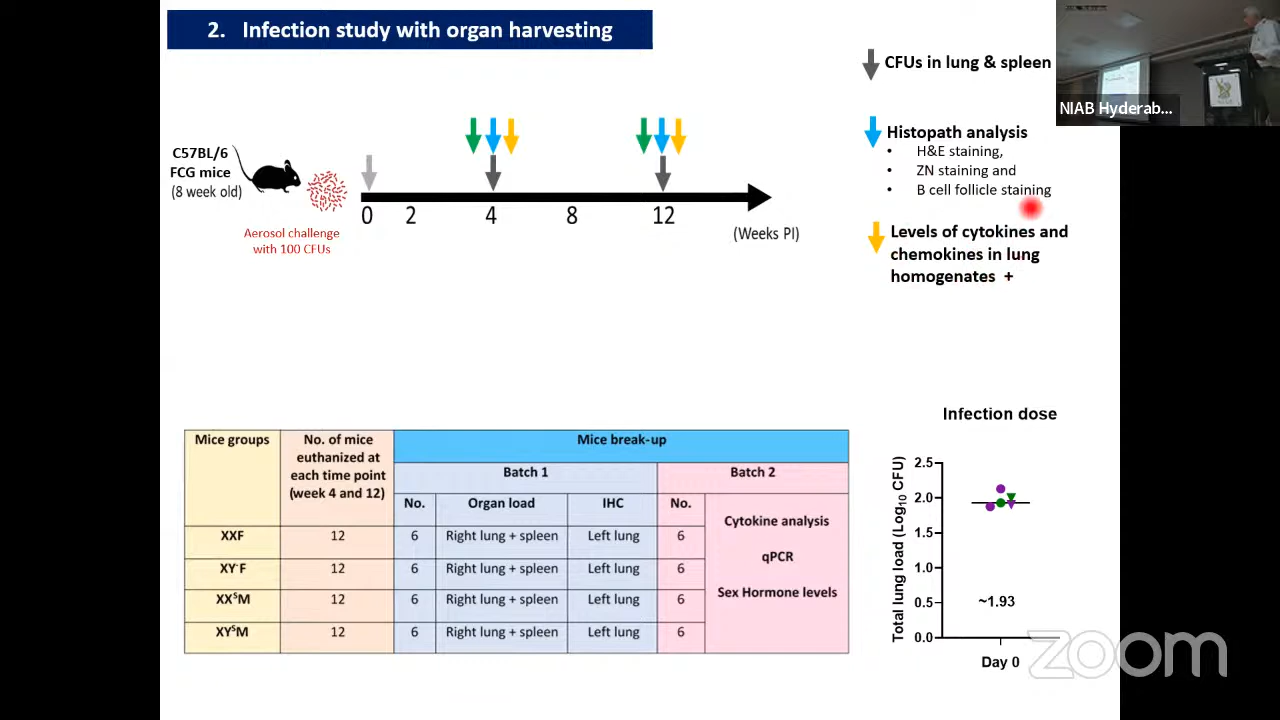 2. Infection study with organ harvesting
CFUs in lung & spleen
NIAB Hyderab...
Histopath analysis
• H&E staining,
• ZN staining and
• B cell follicle staining
Levels of cytokines and
chemokines in lung
homogenates +
C57BL/6
FCG mice
(8 week old)
Aerosol challenge
with 100 CFUs
0 2 4 8 12
(Weeks PI)
Mice groups
No. of mice
euthanized at
each time point
(week 4 and 12)
Mice break-up
Batch 1 Batch 2
No. Organ load IHC No.
Cytokine analysis
qPCR
Sex Hormone levels
XXF 12 6 Right lung + spleen Left lung 6
XY⁻F 12 6 Right lung + spleen Left lung 6
XXˢM 12 6 Right lung + spleen Left lung 6
XYˢM 12 6 Right lung + spleen Left lung 6
Infection dose
Total lung load (Log₁₀ CFU)
2.5
2.0
1.5
1.0
0.5
0.0
~1.93
Day 0
zoom